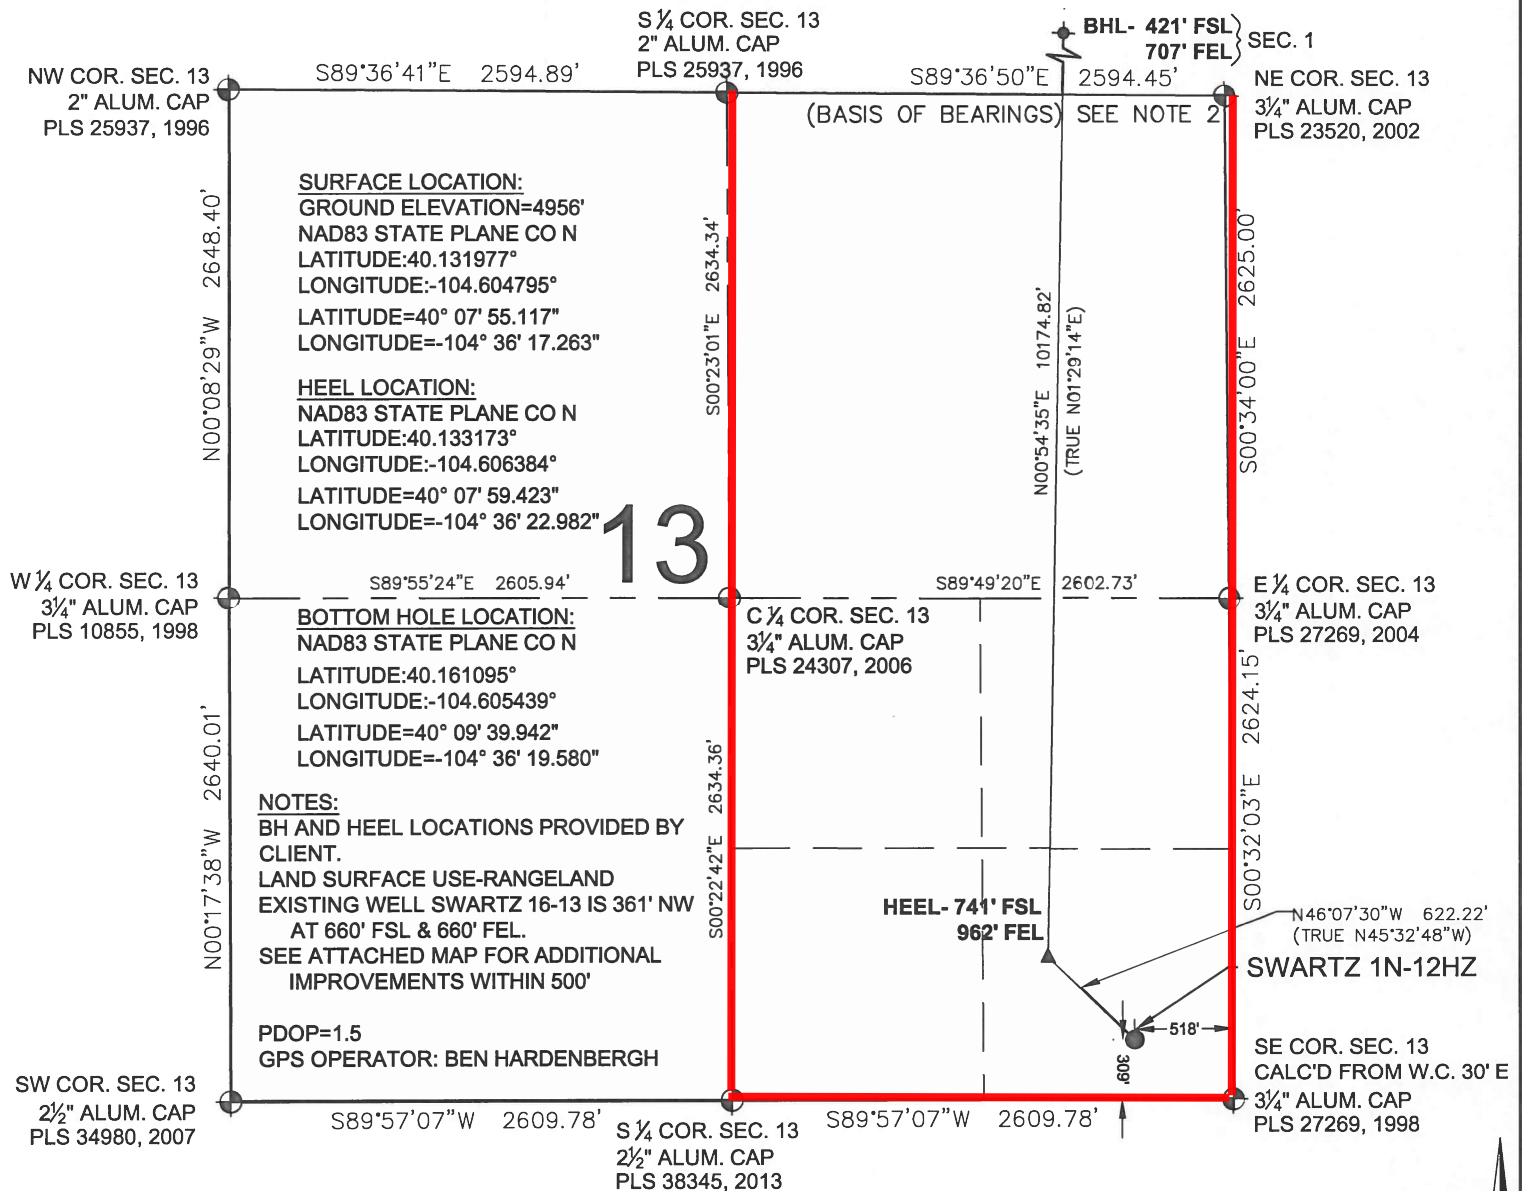 S 1/4 COR. SEC. 13
2" ALUM. CAP
PLS 25937, 1996
BHL- 421' FSL
707' FEL
SEC. 1
NW COR. SEC. 13
2" ALUM. CAP
PLS 25937, 1996
S89°36'41"E 2594.89'
S89°36'50"E 2594.45'
(BASIS OF BEARINGS) SEE NOTE 2
NE COR. SEC. 13
3 1/4" ALUM. CAP
PLS 23520, 2002
N00°08'29"W 2648.40'
SURFACE LOCATION:
GROUND ELEVATION=4956'
NAD83 STATE PLANE CO N
LATITUDE:40.131977°
LONGITUDE:-104.604795°
LATITUDE=40° 07' 55.117"
LONGITUDE=-104° 36' 17.263"
HEEL LOCATION:
NAD83 STATE PLANE CO N
LATITUDE:40.133173°
LONGITUDE:-104.606384°
LATITUDE=40° 07' 59.423"
LONGITUDE=-104° 36' 22.982"
13
S00°23'01"E 2634.34'
N00°54'35"E 10174.82'
(TRUE N01°29'14"E)
S00°34'00"E 2625.00'
W 1/4 COR. SEC. 13
3 1/4" ALUM. CAP
PLS 10855, 1998
S89°55'24"E 2605.94'
S89°49'20"E 2602.73'
E 1/4 COR. SEC. 13
3 1/4" ALUM. CAP
PLS 27269, 2004
C 1/4 COR. SEC. 13
3 1/4" ALUM. CAP
PLS 24307, 2006
BOTTOM HOLE LOCATION:
NAD83 STATE PLANE CO N
LATITUDE:40.161095°
LONGITUDE:-104.605439°
LATITUDE=40° 09' 39.942"
LONGITUDE=-104° 36' 19.580"
N00°17'38"W 2640.01'
NOTES:
BH AND HEEL LOCATIONS PROVIDED BY
CLIENT.
LAND SURFACE USE-RANGELAND
EXISTING WELL SWARTZ 16-13 IS 361' NW
AT 660' FSL & 660' FEL.
SEE ATTACHED MAP FOR ADDITIONAL
IMPROVEMENTS WITHIN 500'
PDOP=1.5
GPS OPERATOR: BEN HARDENBERGH
S00°22'42"E 2634.36'
S00°32'03"E 2624.15'
HEEL- 741' FSL
962' FEL
N46°07'30"W 622.22'
(TRUE N45°32'48"W)
SWARTZ 1N-12HZ
518'
309'
SW COR. SEC. 13
2 1/2" ALUM. CAP
PLS 34980, 2007
S89°57'07"W 2609.78'
S 1/4 COR. SEC. 13
2 1/2" ALUM. CAP
PLS 38345, 2013
S89°57'07"W 2609.78'
SE COR. SEC. 13
CALC'D FROM W.C. 30' E
3 1/4" ALUM. CAP
PLS 27269, 1998